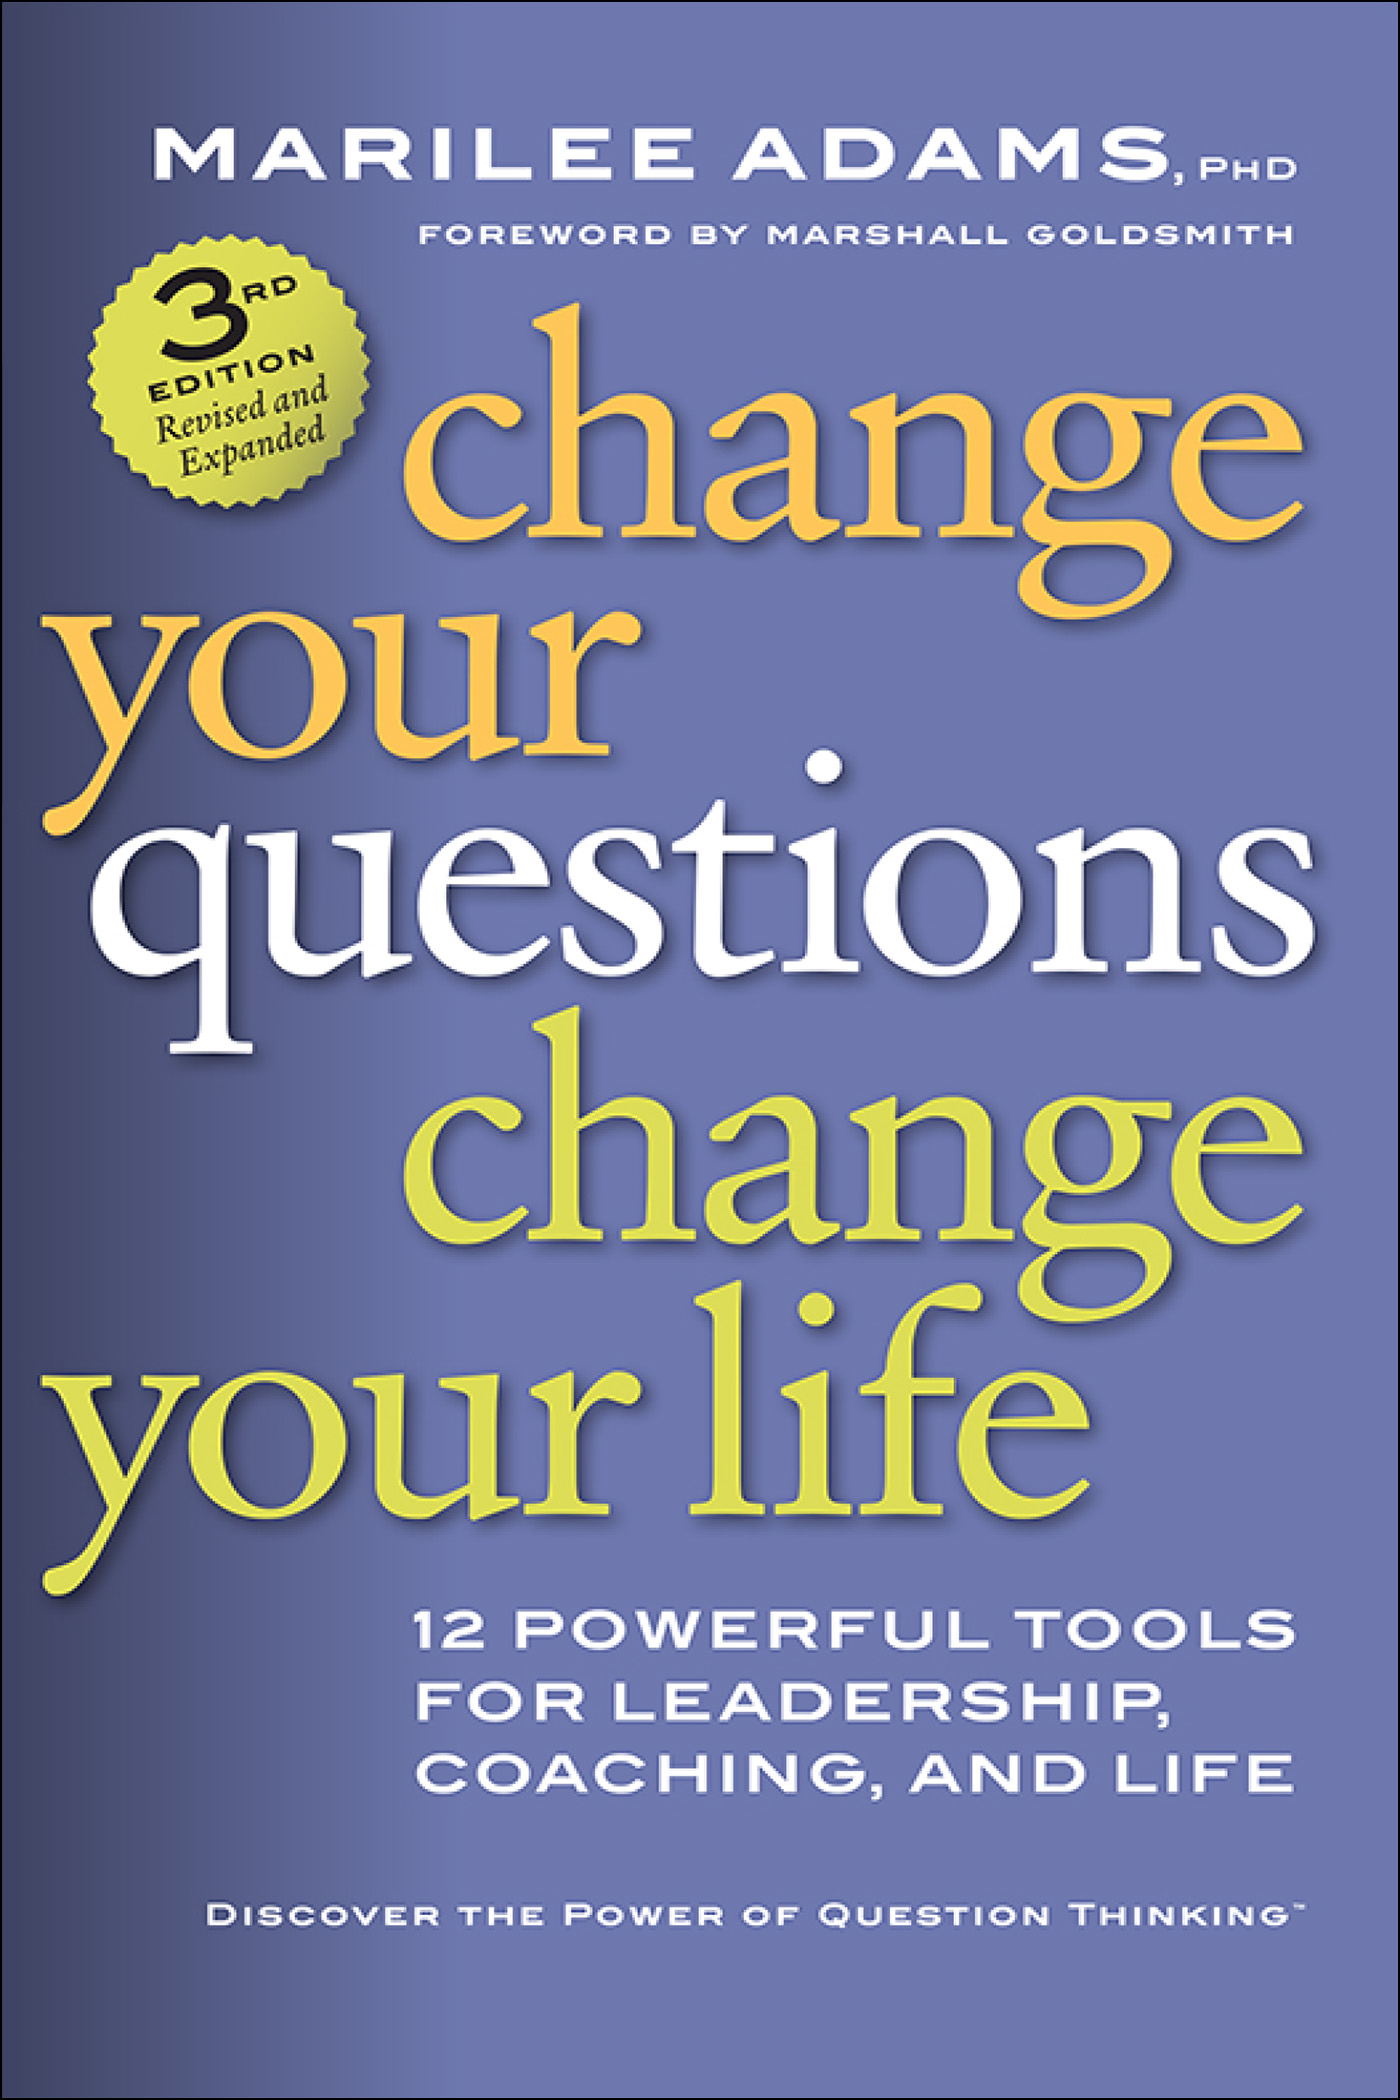 MARILEE ADAMS, PHD
FOREWORD BY MARSHALL GOLDSMITH
3RD
EDITION
Revised and
Expanded
change
your
questions
change
your life
12 POWERFUL TOOLS
FOR LEADERSHIP,
COACHING, AND LIFE
DISCOVER THE POWER OF QUESTION THINKING™